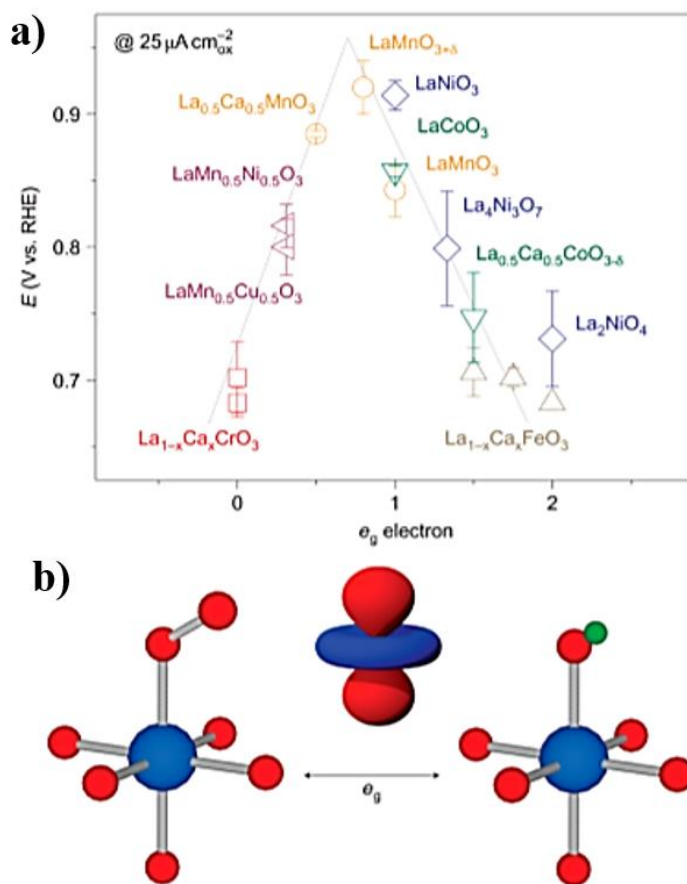 a)
@ 25 μA cm⁻²ₒₓ
LaMnO₃₊δ
La₀.₅Ca₀.₅MnO₃
LaNiO₃
LaCoO₃
LaMnO₃
LaMn₀.₅Ni₀.₅O₃
La₄Ni₃O₇
La₀.₅Ca₀.₅CoO₃₋δ
LaMn₀.₅Cu₀.₅O₃
La₂NiO₄
La₁₋ₓCaₓCrO₃
La₁₋ₓCaₓFeO₃
0.9
0.8
0.7
E (V vs. RHE)
0 1 2
e_g electron
b)
e_g